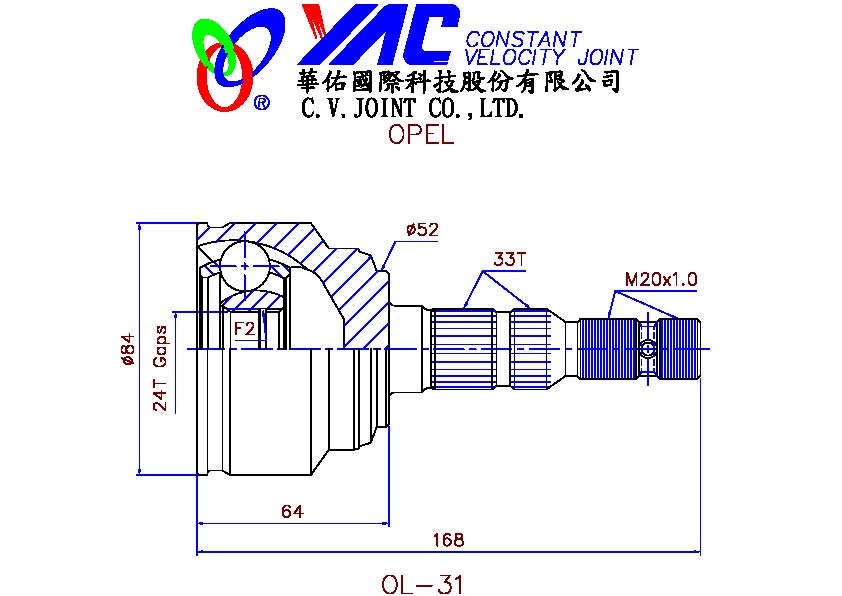 YAC CONSTANT
VELOCITY JOINT
®
華佑國際科技股份有限公司
C.V.JOINT CO.,LTD.
OPEL
ø52
33T
M20x1.0
F2
ø84
24T Gaps
64
168
OL-31